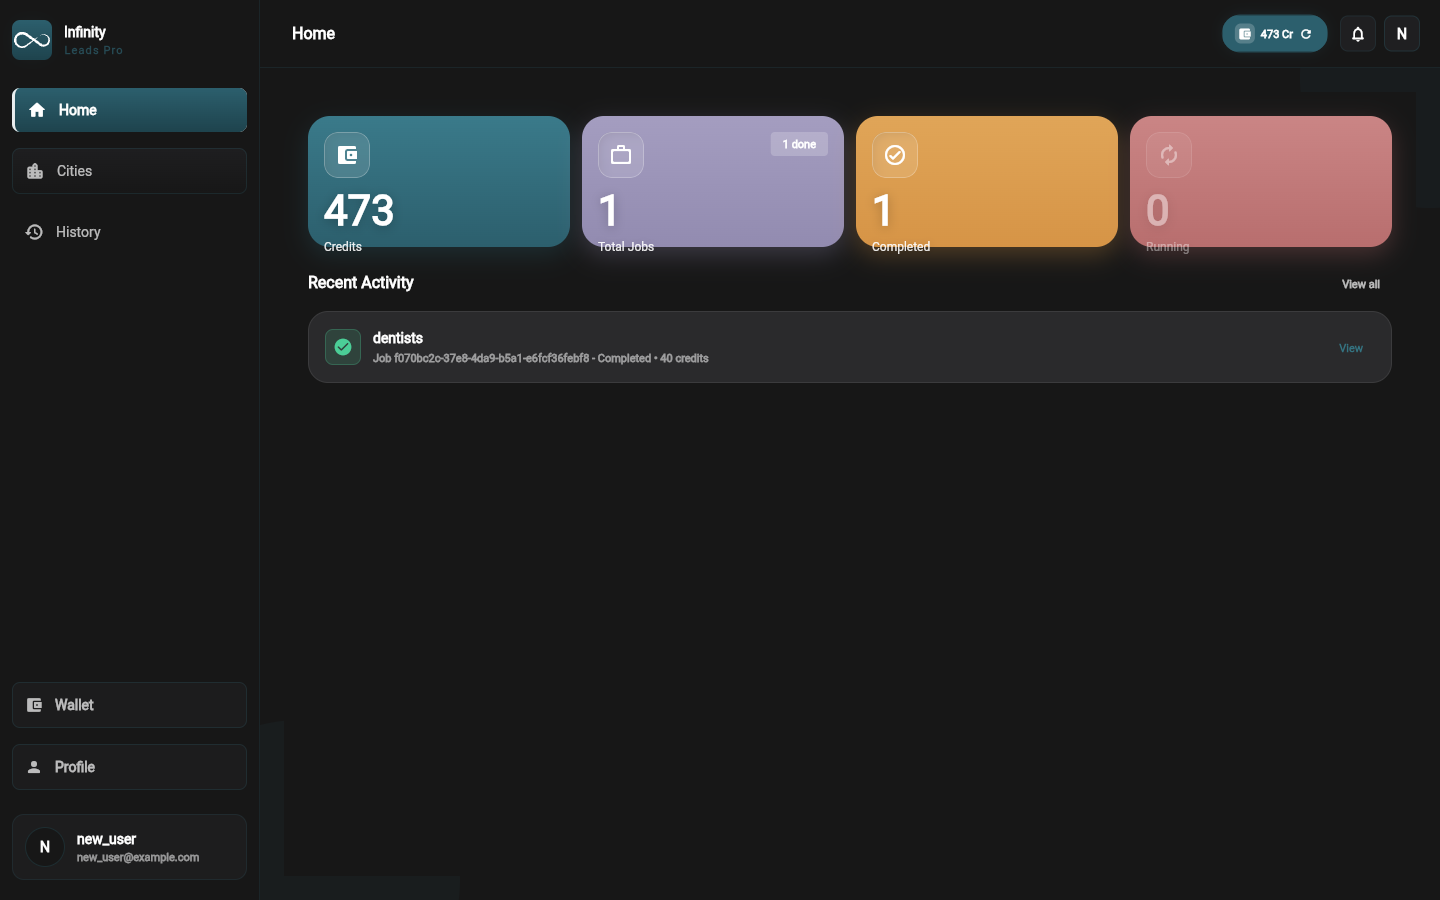 Infinity
Leads Pro
Home
Cities
History
Wallet
Profile
N
new_user
new_user@example.com
Home
473 Cr
N
473
Credits
1 done
1
Total Jobs
1
Completed
0
Running
Recent Activity
View all
dentists
Job f070bc2c-37e8-4da9-b5a1-e6fcf36febf8 - Completed • 40 credits
View